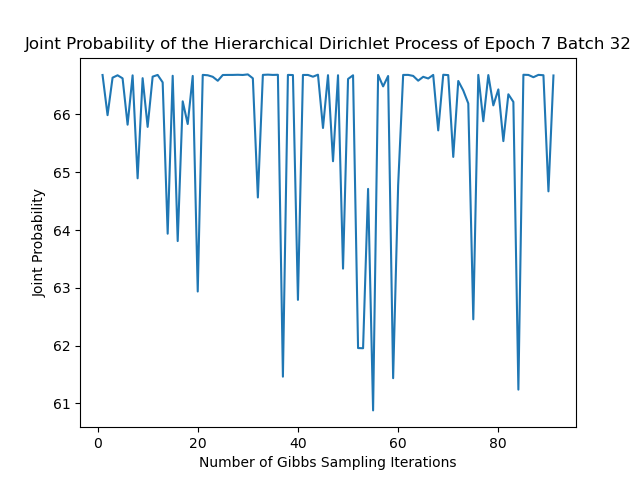 Joint Probability of the Hierarchical Dirichlet Process of Epoch 7 Batch 32
66
65
64
63
62
61
Joint Probability
0 20 40 60 80
Number of Gibbs Sampling Iterations